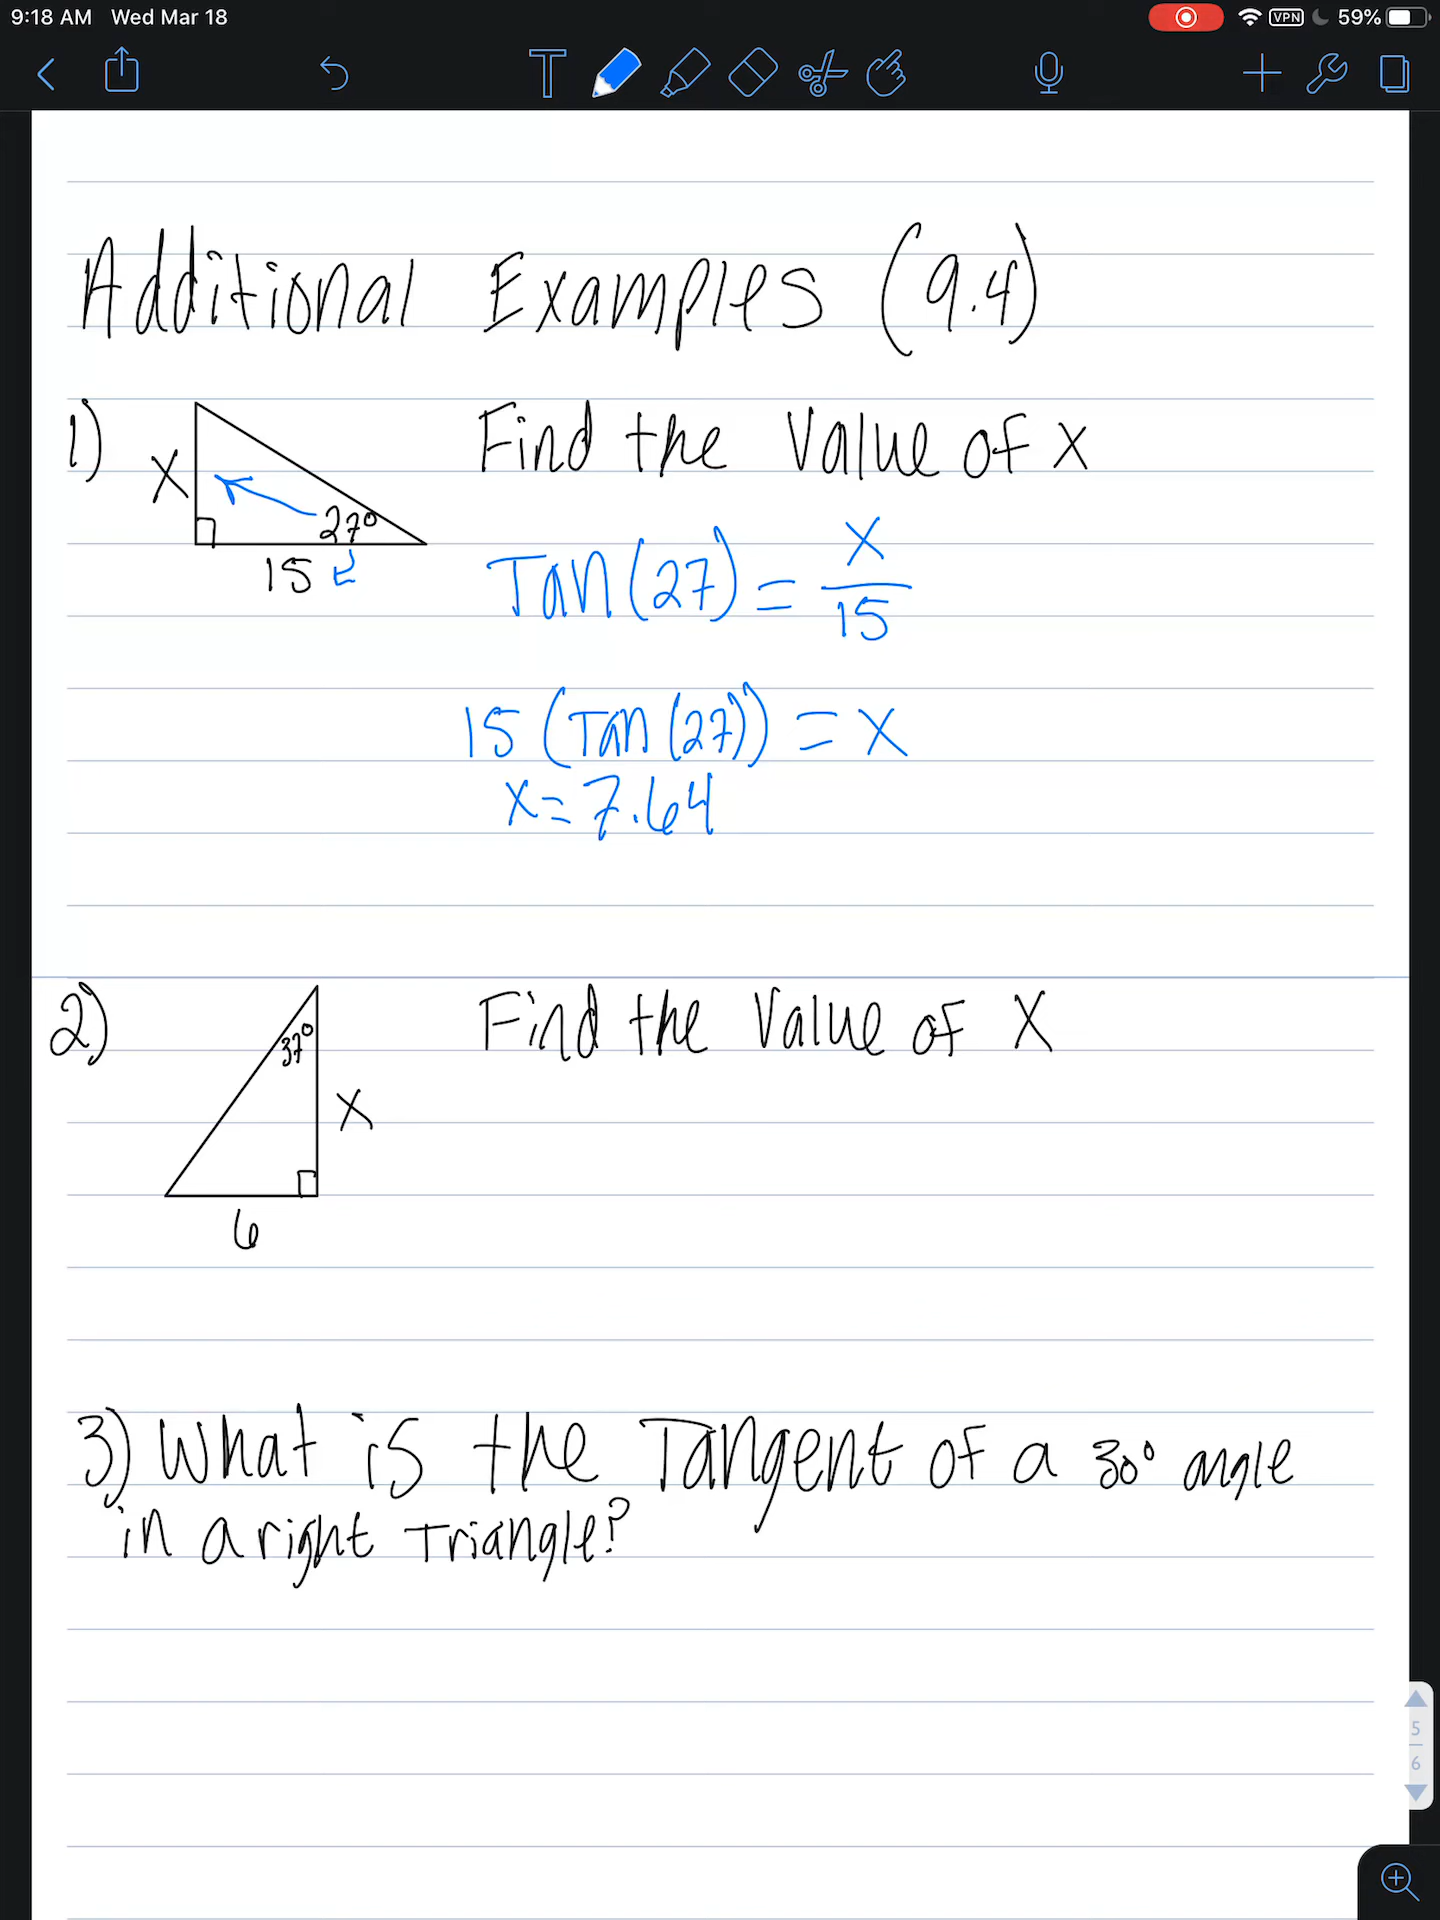 9:18 AM Wed Mar 18
VPN 59%
T
Additional Examples (9.4)
1) Find the Value of X
X
27°
15
Tan(27) = X/15
15 (Tan(27)) = X
X = 7.64
2) Find the Value of X
37°
X
6
3) What is the Tangent of a 30° angle
in a right Triangle?
5
6